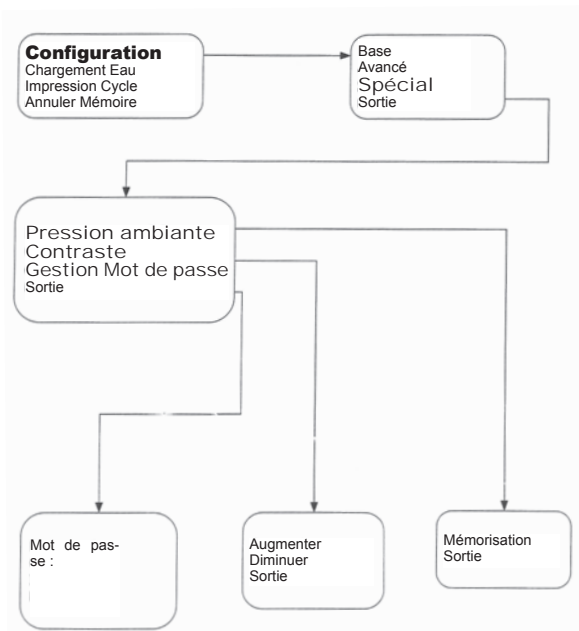 Configuration
Chargement Eau
Impression Cycle
Annuler Mémoire
Base
Avancé
Spécial
Sortie
Pression ambiante
Contraste
Gestion Mot de passe
Sortie
Mot de pas-
se :
Augmenter
Diminuer
Sortie
Mémorisation
Sortie